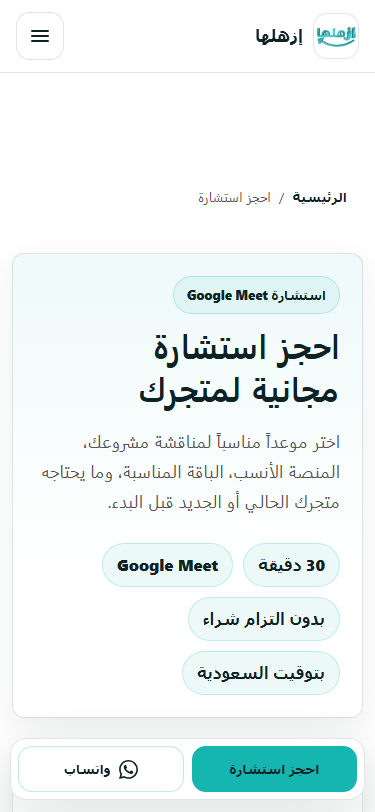 إزهلها
إزهلها
الرئيسية / احجز استشارة
استشارة Google Meet
احجز استشارة
مجانية لمتجرك
اختر موعداً مناسباً لمناقشة مشروعك،
المنصة الأنسب، الباقة المناسبة، وما يحتاجه
متجرك الحالي أو الجديد قبل البدء.
30 دقيقة
Google Meet
بدون التزام شراء
بتوقيت السعودية
احجز استشارة
واتساب